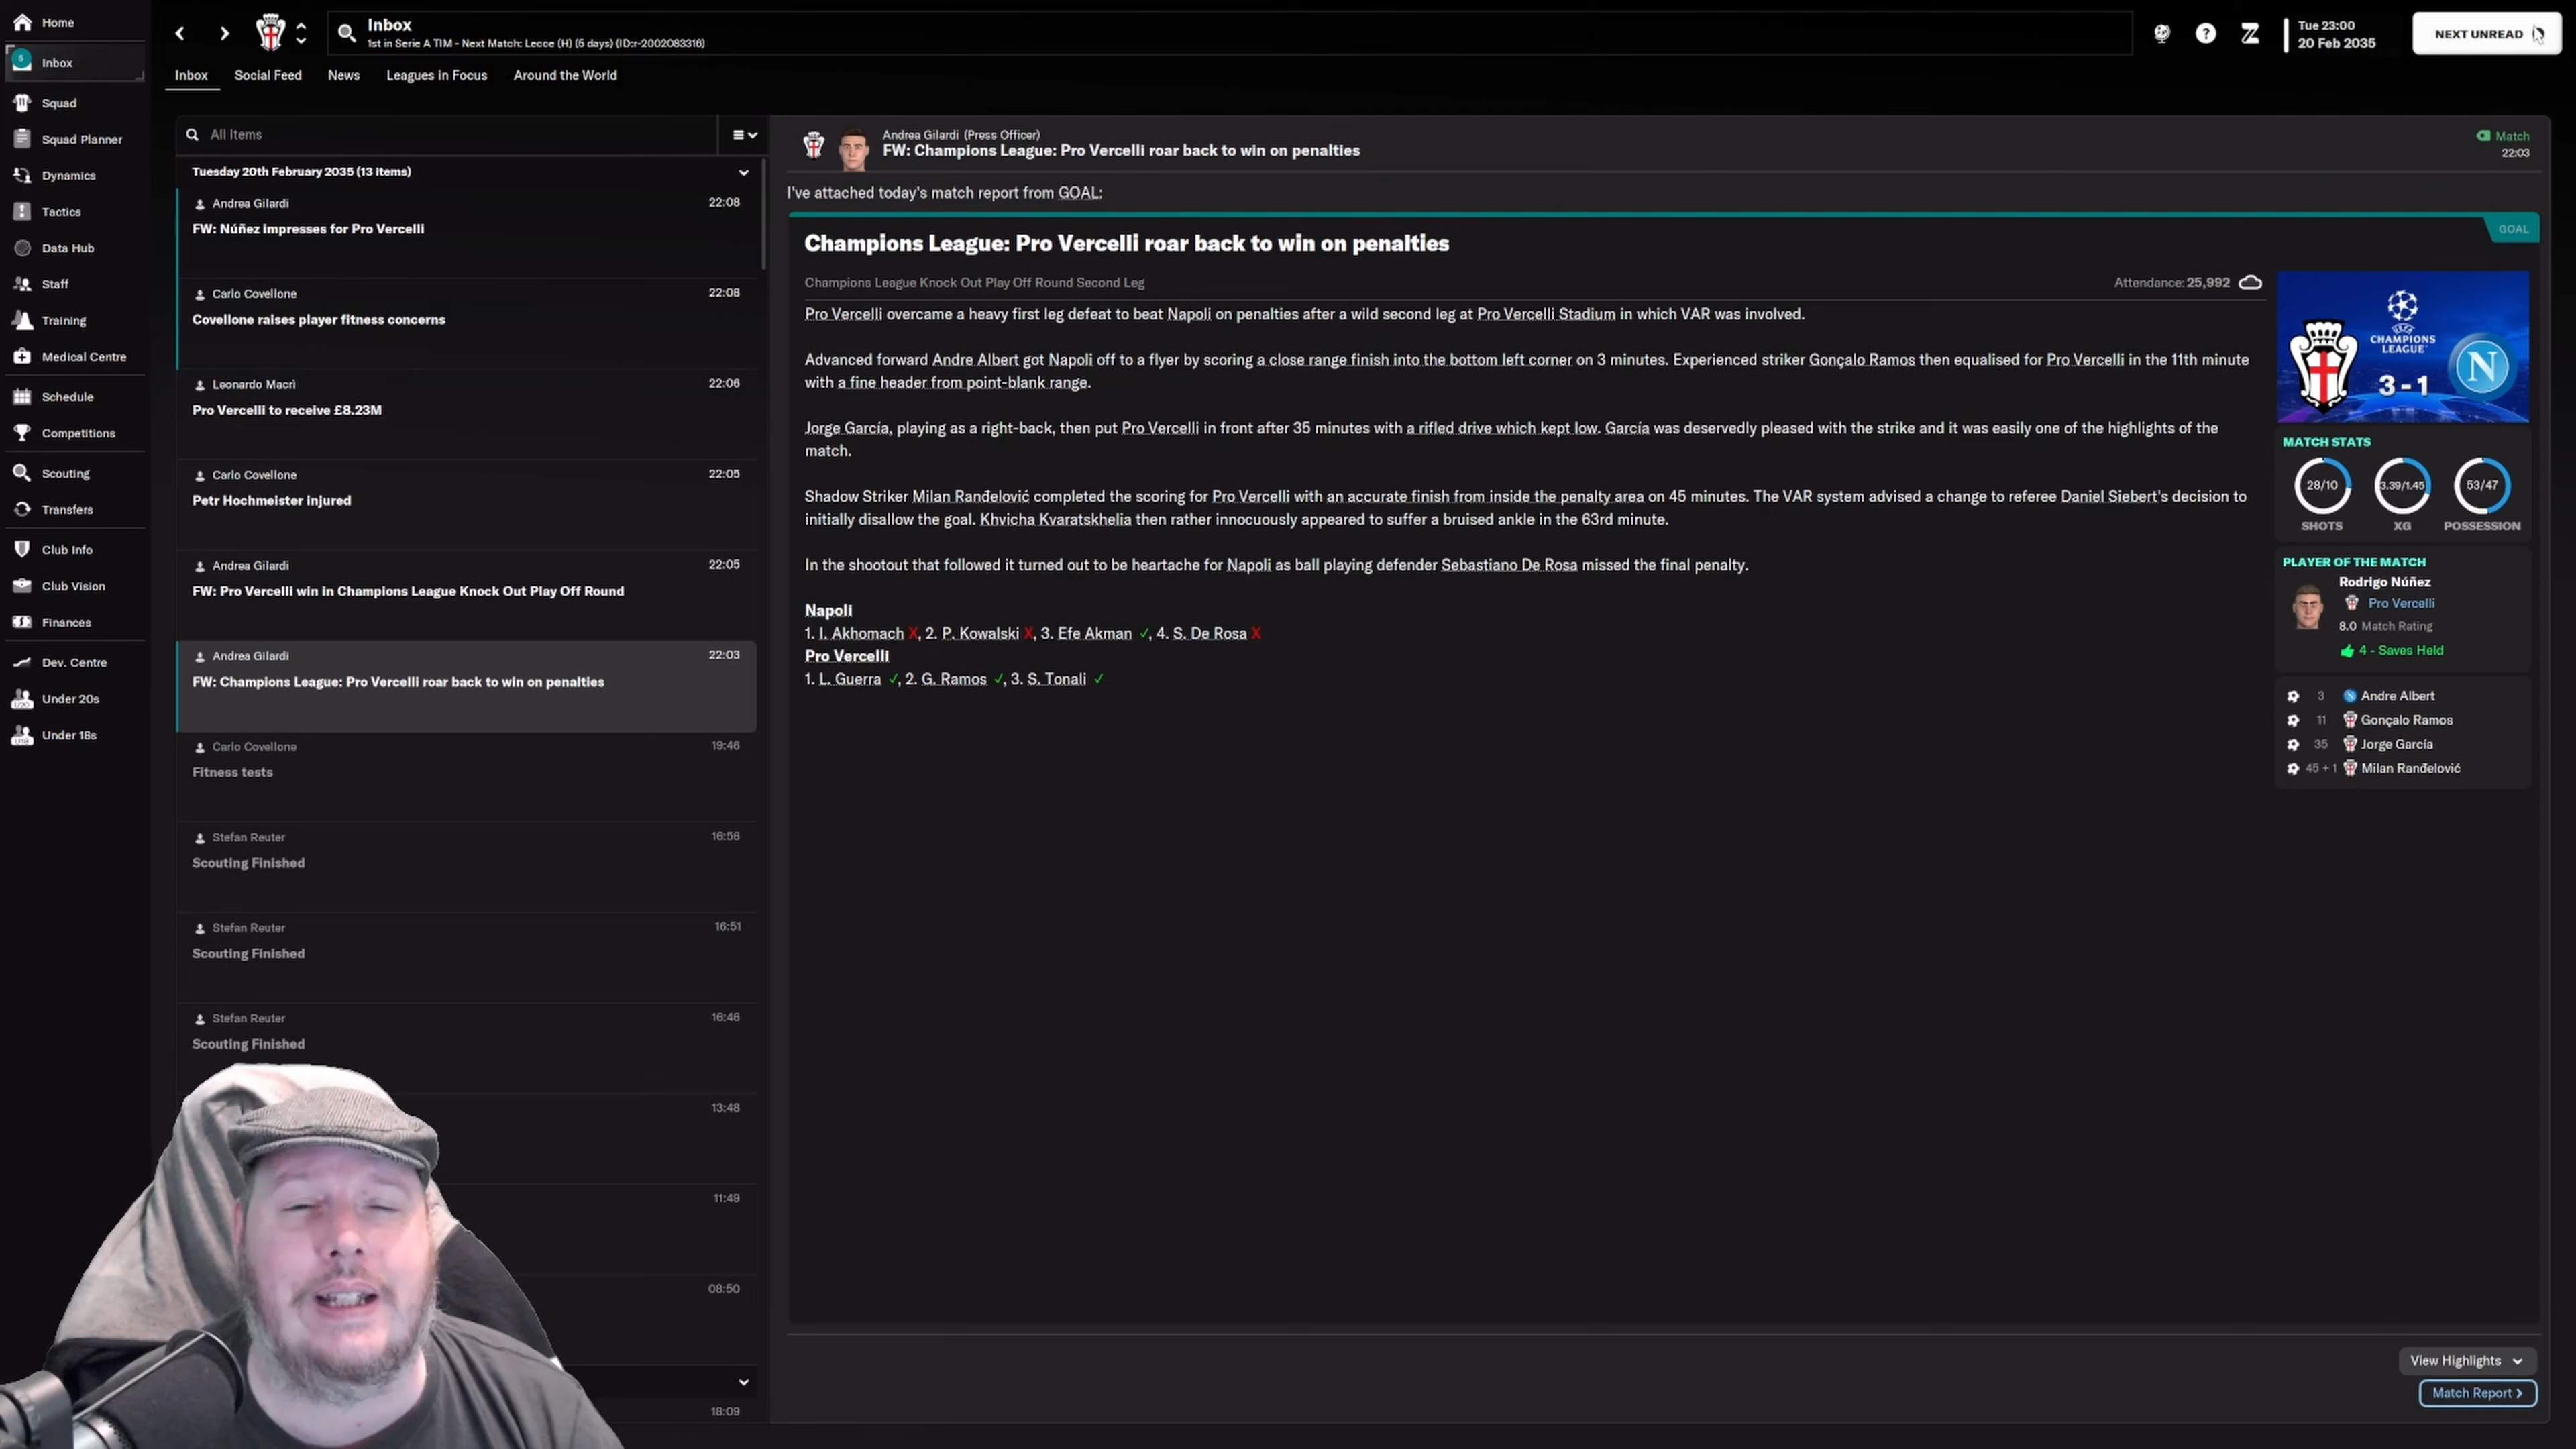 Home
Inbox
Squad
Squad Planner
Dynamics
Tactics
Data Hub
Staff
Training
Medical Centre
Schedule
Competitions
Scouting
Transfers
Club Info
Club Vision
Finances
Dev. Centre
Under 20s
Under 18s
Inbox
1st in Serie A TIM - Next Match: Lecce (H) (5 days) (ID:r-2002083316)
Tue 23:00
20 Feb 2035
NEXT UNREAD
Inbox Social Feed News Leagues in Focus Around the World
All Items
Tuesday 20th February 2035 (13 items)
Andrea Gilardi 22:08
FW: Núñez impresses for Pro Vercelli
Carlo Covellone 22:08
Covellone raises player fitness concerns
Leonardo Macrì 22:06
Pro Vercelli to receive £8.23M
Carlo Covellone 22:05
Petr Hochmeister injured
Andrea Gilardi 22:05
FW: Pro Vercelli win in Champions League Knock Out Play Off Round
Andrea Gilardi 22:03
FW: Champions League: Pro Vercelli roar back to win on penalties
Carlo Covellone 19:46
Fitness tests
Stefan Reuter 16:56
Scouting Finished
Stefan Reuter 16:51
Scouting Finished
Stefan Reuter 16:46
Scouting Finished
13:48
11:49
08:50
18:09
Andrea Gilardi (Press Officer)
FW: Champions League: Pro Vercelli roar back to win on penalties
Match
22:03
I've attached today's match report from GOAL:
GOAL
Champions League: Pro Vercelli roar back to win on penalties
Champions League Knock Out Play Off Round Second Leg
Attendance: 25,992
Pro Vercelli overcame a heavy first leg defeat to beat Napoli on penalties after a wild second leg at Pro Vercelli Stadium in which VAR was involved.
Advanced forward Andre Albert got Napoli off to a flyer by scoring a close range finish into the bottom left corner on 3 minutes. Experienced striker Gonçalo Ramos then equalised for Pro Vercelli in the 11th minute
with a fine header from point-blank range.
Jorge García, playing as a right-back, then put Pro Vercelli in front after 35 minutes with a rifled drive which kept low. García was deservedly pleased with the strike and it was easily one of the highlights of the
match.
Shadow Striker Milan Ranđelović completed the scoring for Pro Vercelli with an accurate finish from inside the penalty area on 45 minutes. The VAR system advised a change to referee Daniel Siebert's decision to
initially disallow the goal. Khvicha Kvaratskhelia then rather innocuously appeared to suffer a bruised ankle in the 63rd minute.
In the shootout that followed it turned out to be heartache for Napoli as ball playing defender Sebastiano De Rosa missed the final penalty.
Napoli
1. I. Akhomach X, 2. P. Kowalski X, 3. Efe Akman ✓, 4. S. De Rosa X
Pro Vercelli
1. L. Guerra ✓, 2. G. Ramos ✓, 3. S. Tonali ✓
UEFA
CHAMPIONS
LEAGUE
3 - 1
N
MATCH STATS
28/10 3.39/1.45 53/47
SHOTS XG POSSESSION
PLAYER OF THE MATCH
Rodrigo Núñez
Pro Vercelli
8.0 Match Rating
4 - Saves Held
3 Andre Albert
11 Gonçalo Ramos
35 Jorge García
45 + 1 Milan Ranđelović
View Highlights
Match Report